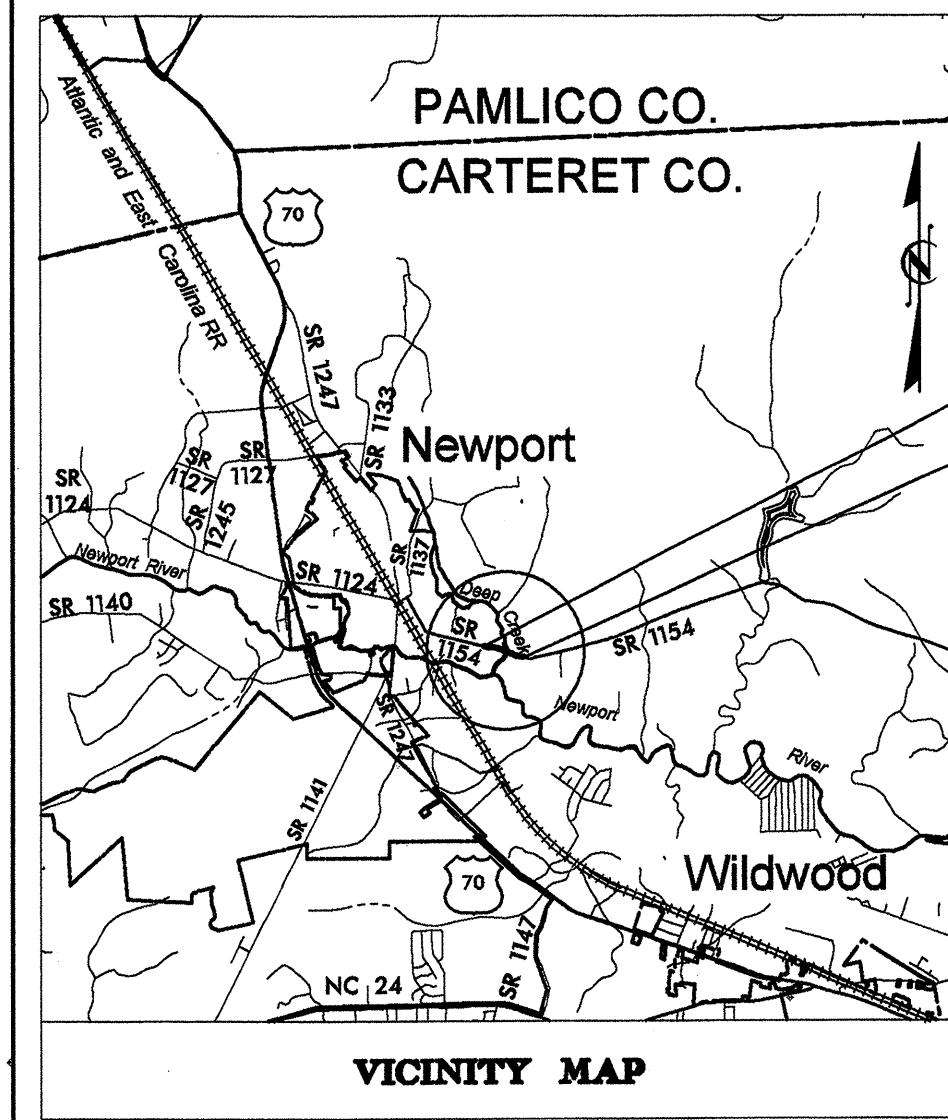 PAMLICO CO.
CARTERET CO.
Atlantic and East Carolina RR
70
N
SR 1247
SR 1133
Newport
SR
1127
SR
1127
SR
1124
SR 1245
SR 1137
Newport River
SR 1124
Deep Creek
SR 1140
SR
1154
SR 1154
Newport River
SR 1247
SR 1141
Wildwood
70
SR 1147
NC 24
VICINITY MAP